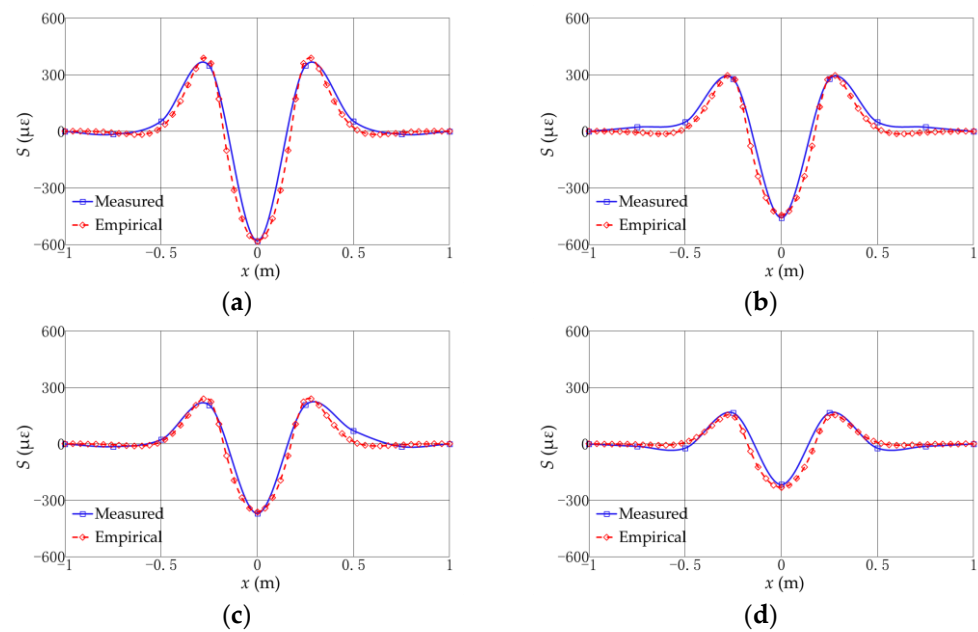 600
300
0
−300
−600
S (με)
Measured
Empirical
−1
−0. 5
0
0. 5
1
x (m)
(a)
600
300
0
−300
−600
S (με)
Measured
Empirical
−1
−0. 5
0
0. 5
1
x (m)
(b)
600
300
0
−300
−600
S (με)
Measured
Empirical
−1
−0. 5
0
0. 5
1
x (m)
(c)
600
300
0
−300
−600
S (με)
Measured
Empirical
−1
−0. 5
0
0. 5
1
x (m)
(d)